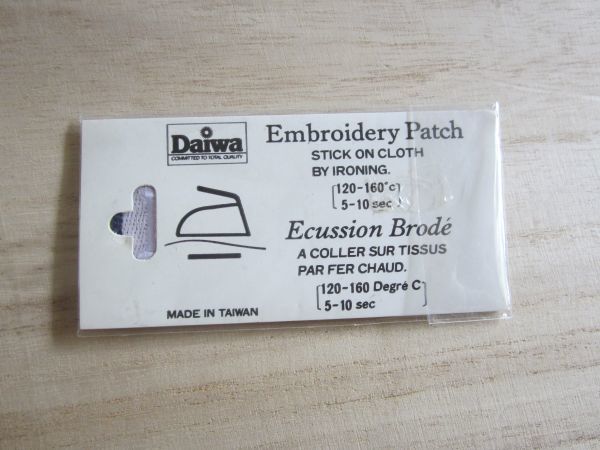 Daiwa
COMMITTED TO TOTAL QUALITY
Embroidery Patch
STICK ON CLOTH
BY IRONING.
[120-160°c]
[5-10 sec]
Ecussion Brodé
A COLLER SUR TISSUS
PAR FER CHAUD.
[120-160 Degré C]
[5-10 sec]
MADE IN TAIWAN